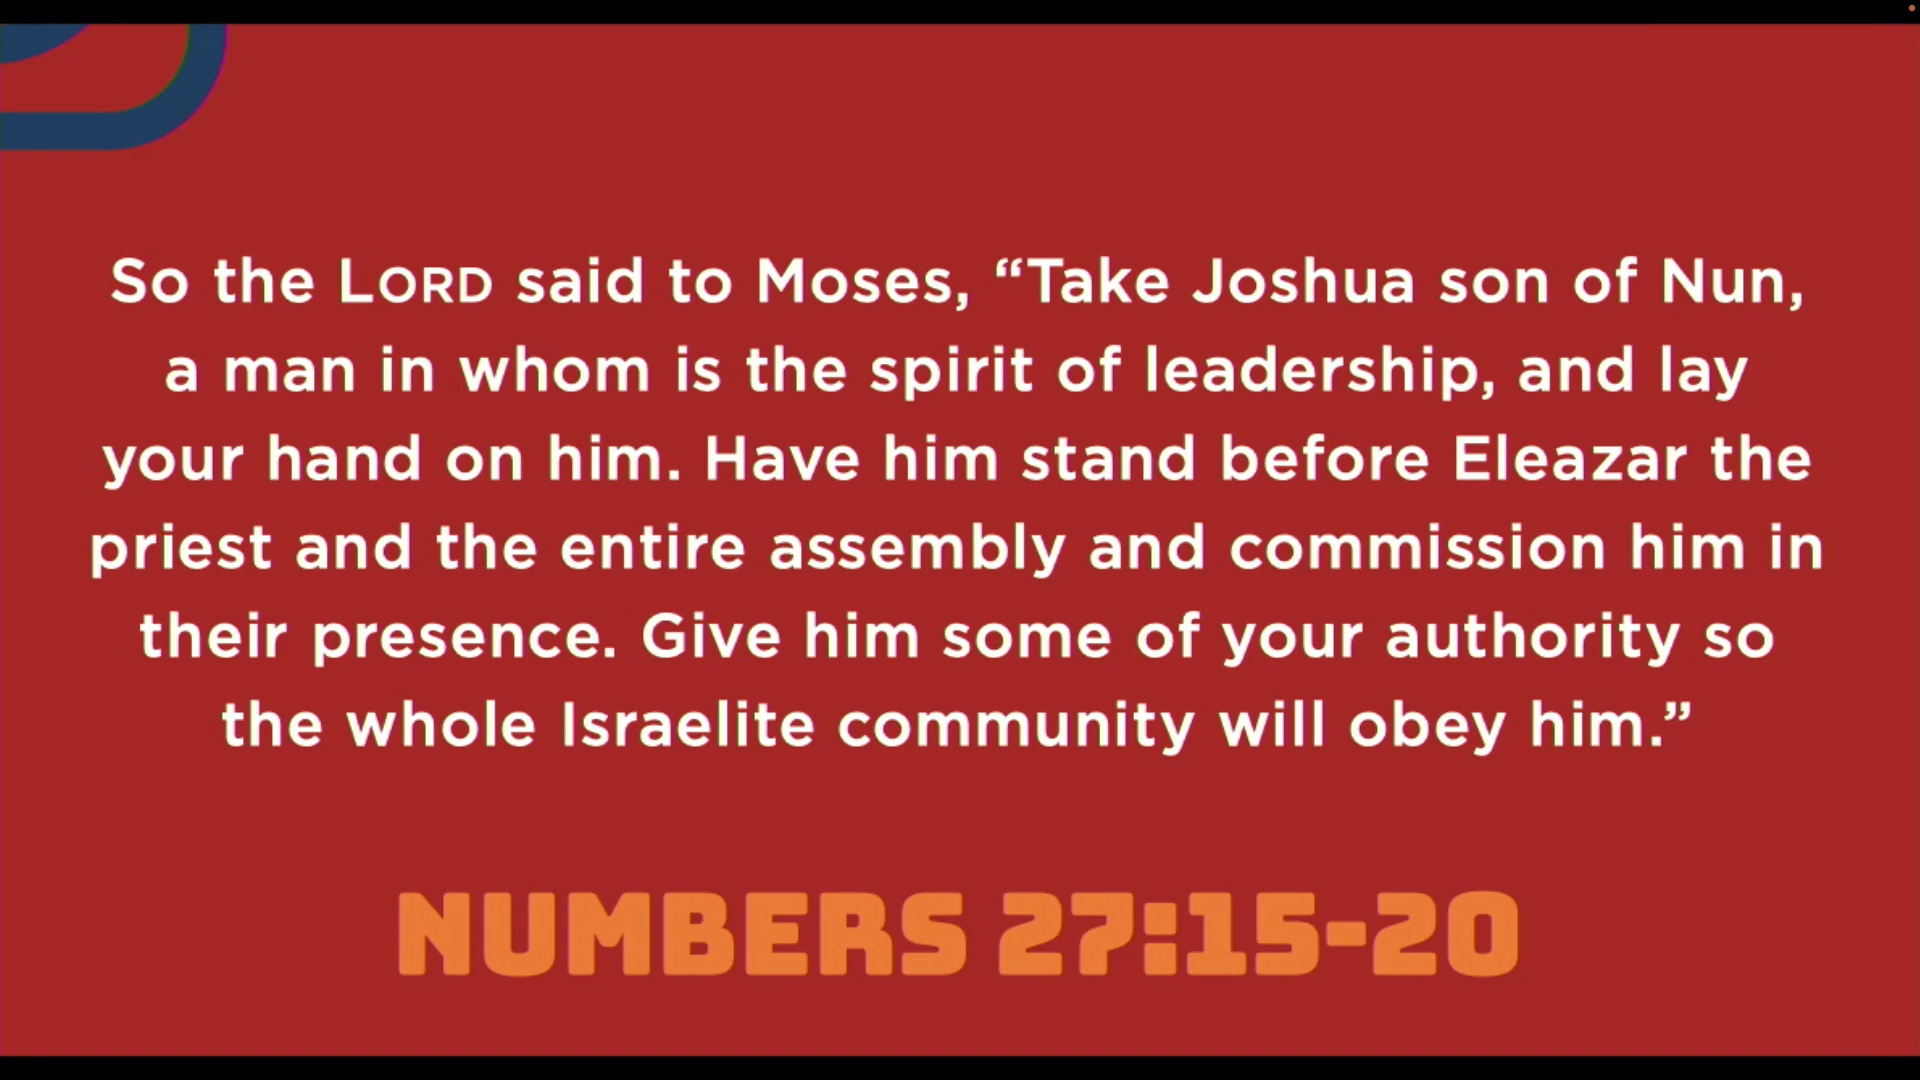 So the LORD said to Moses, “Take Joshua son of Nun,
a man in whom is the spirit of leadership, and lay
your hand on him. Have him stand before Eleazar the
priest and the entire assembly and commission him in
their presence. Give him some of your authority so
the whole Israelite community will obey him.”
NUMBERS 27:15-20